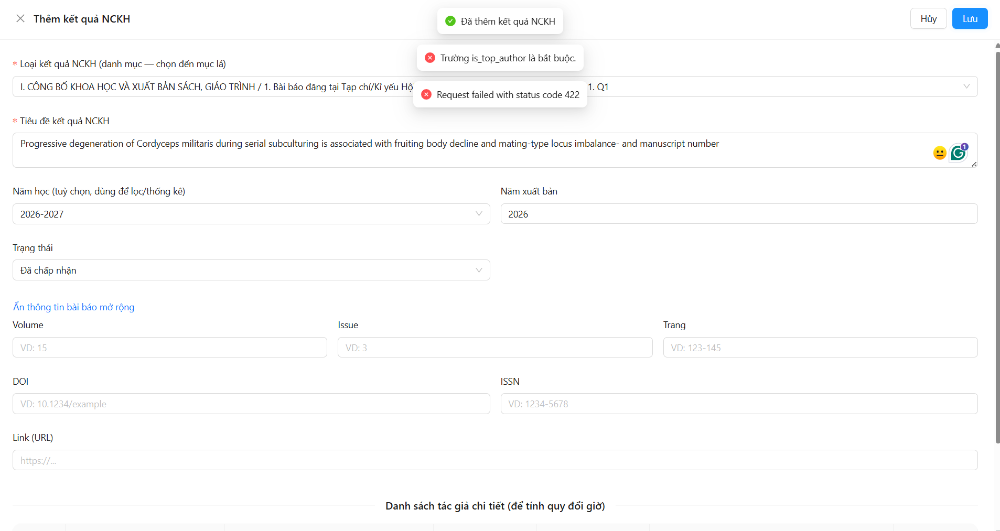 Thêm kết quả NCKH
Đã thêm kết quả NCKH
Hủy
Lưu
Trường is_top_author là bắt buộc.
* Loại kết quả NCKH (danh mục — chọn đến mục lá)
I. CÔNG BỐ KHOA HỌC VÀ XUẤT BẢN SÁCH, GIÁO TRÌNH / 1. Bài báo đăng tại Tạp chí/Kỉ yếu 1. Q1
Request failed with status code 422
* Tiêu đề kết quả NCKH
Progressive degeneration of Cordyceps militaris during serial subculturing is associated with fruiting body decline and mating-type locus imbalance- and manuscript number
1
Năm học (tuỳ chọn, dùng để lọc/thống kê)
Năm xuất bản
2026-2027
2026
Trạng thái
Đã chấp nhận
Ẩn thông tin bài báo mở rộng
Volume
Issue
Trang
VD: 15
VD: 3
VD: 123-145
DOI
ISSN
VD: 10.1234/example
VD: 1234-5678
Link (URL)
https://...
Danh sách tác giả chi tiết (để tính quy đổi giờ)